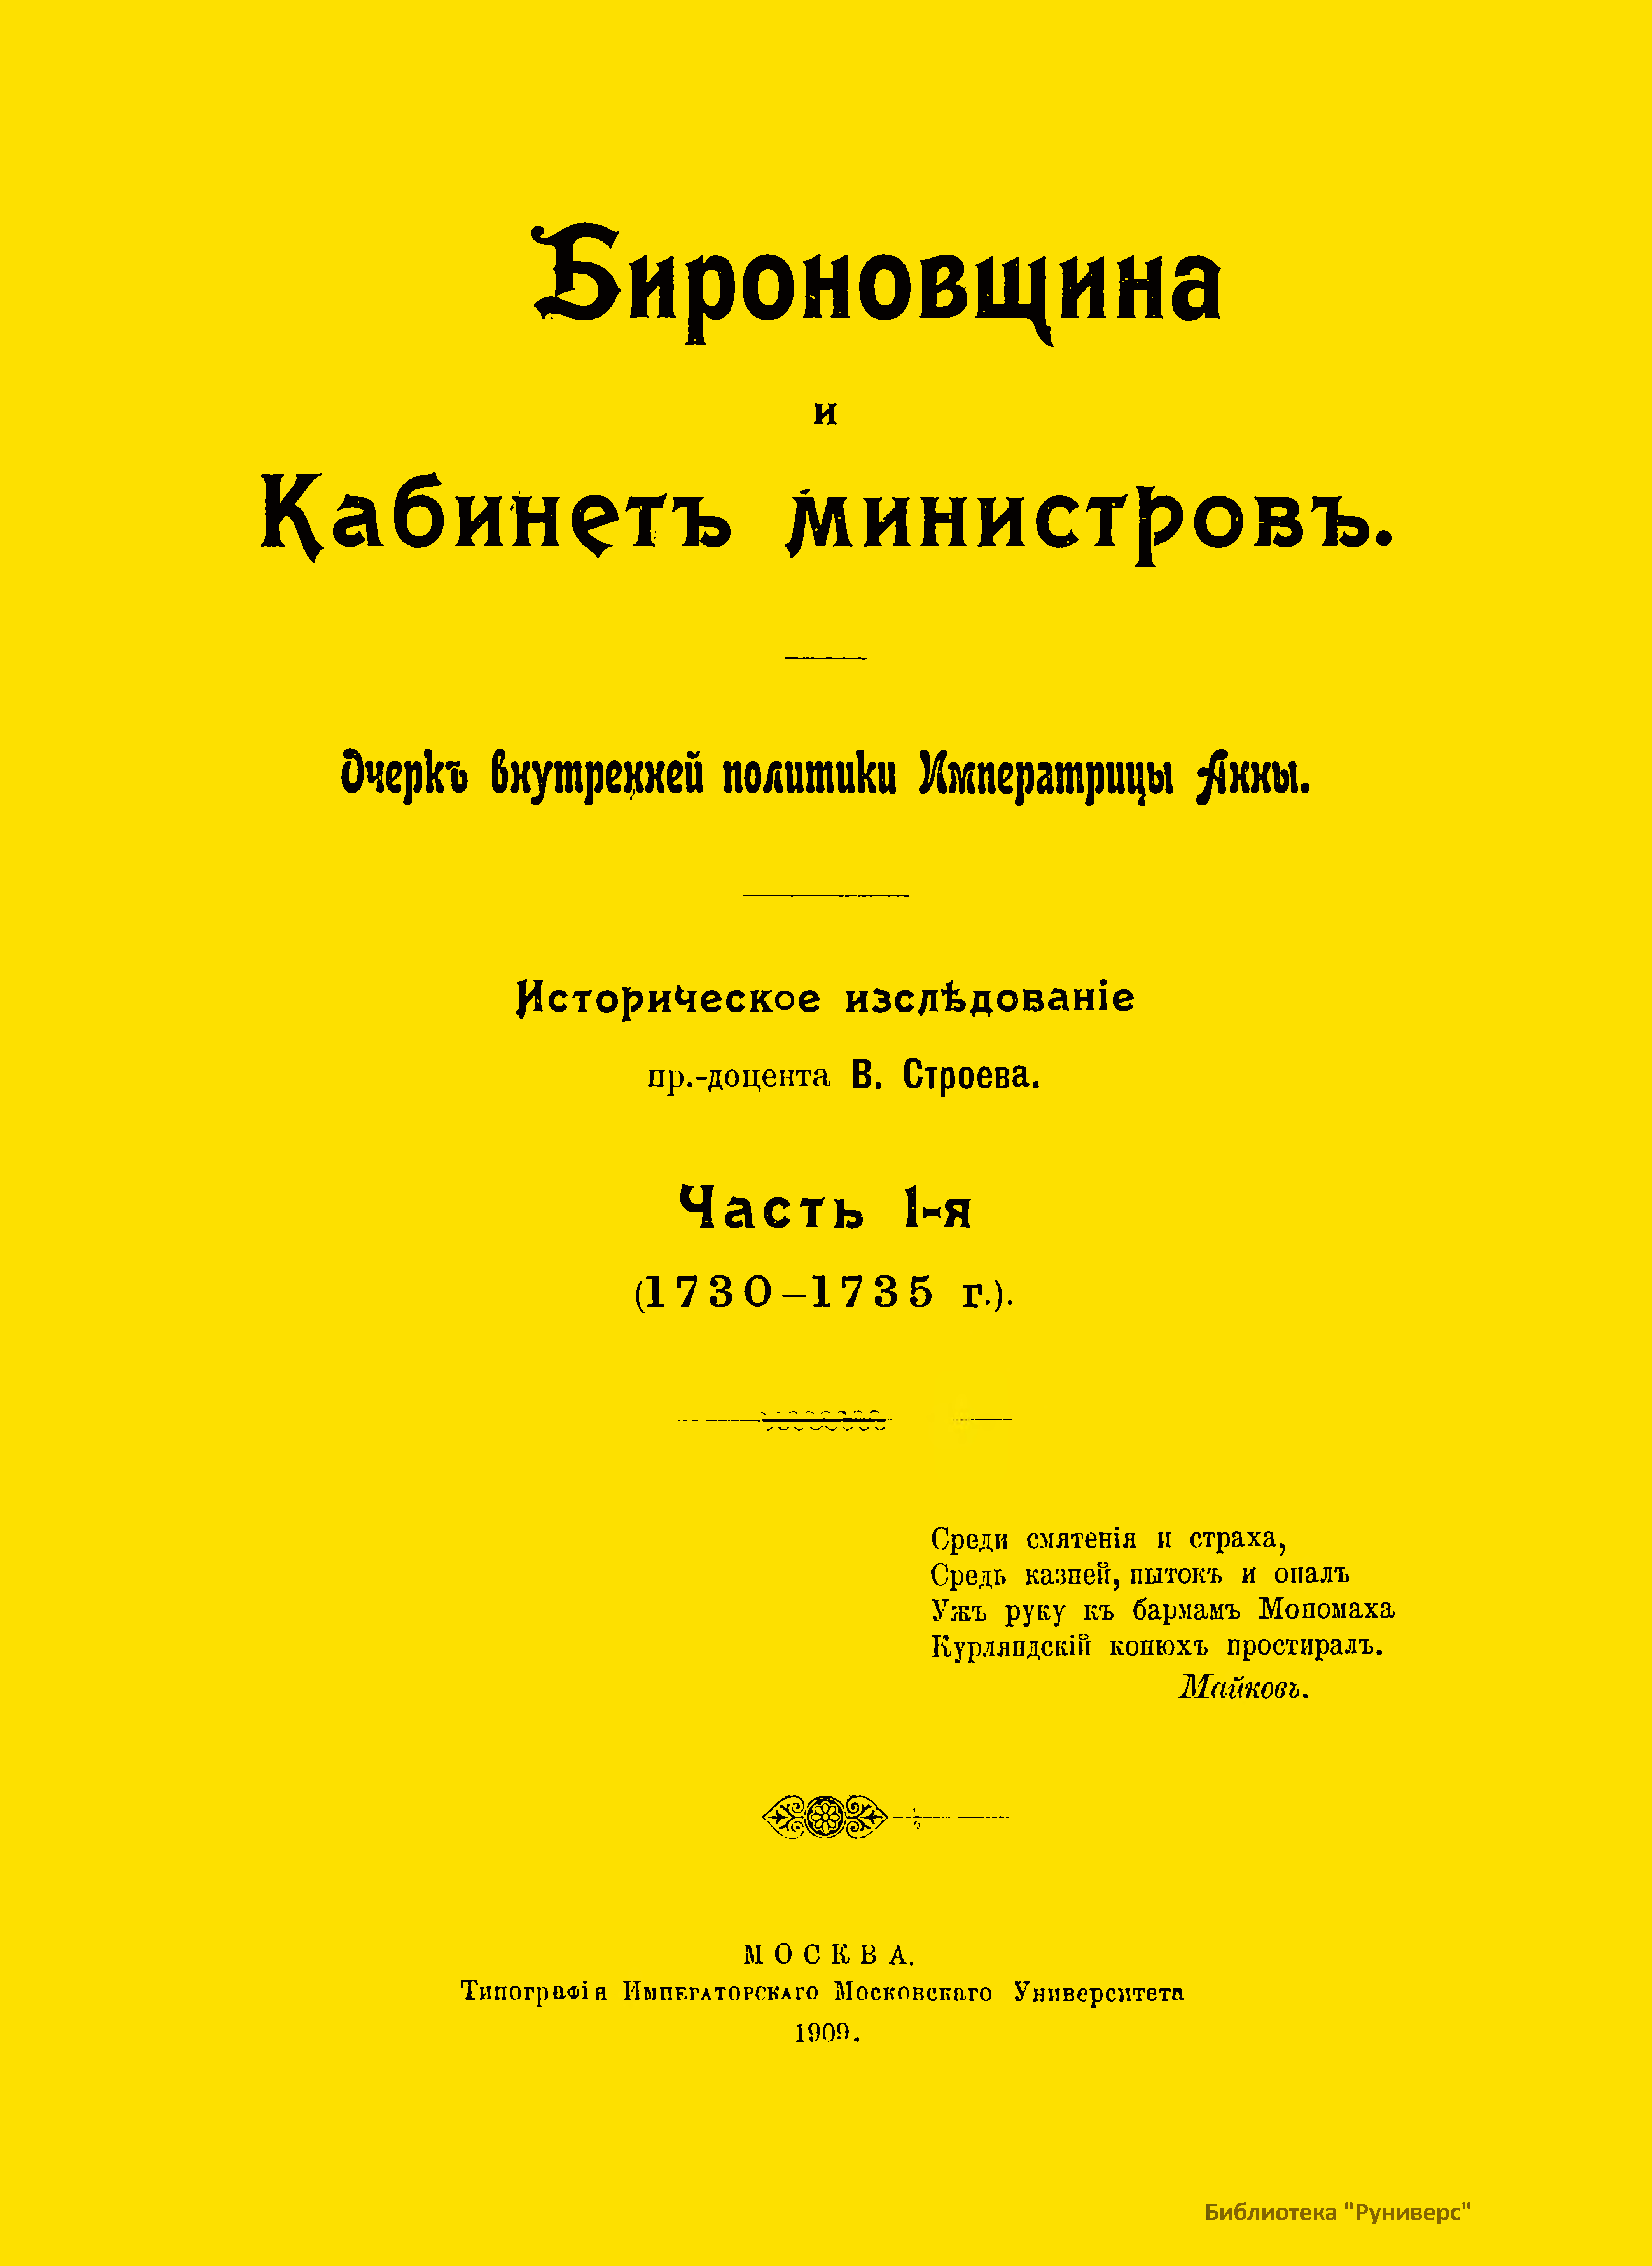 Бироновщина
и
Кабинетъ министровъ.
Очеркъ внутренней политики Императрицы Анны.
Историческое изслѣдованіе
пр.-доцента В. Строева.
Часть 1-я
(1730–1735 г.).
Среди смятенія и страха,
Средь казней, пытокъ и опалъ
Ужъ руку къ бармамъ Мономаха
Курляндскій конюхъ простиралъ.
Майковъ.
МОСКВА.
Типографія Императорскаго Московскаго Университета
1909.
Библиотека "Руниверс"